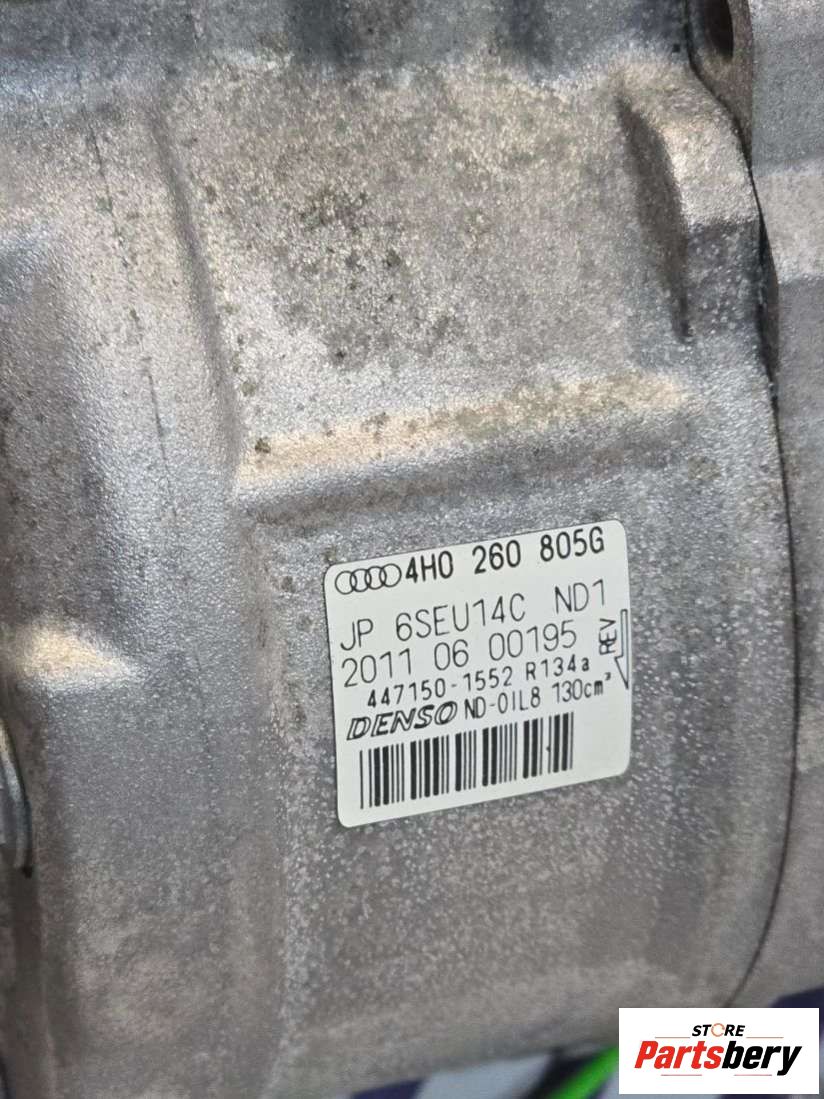 4H0 260 805G
JP 6SEU14C ND1
2011 06 00195 REV
447150-1552 R134a
DENSO ND-OIL8 130cm³
STORE
Partsbery